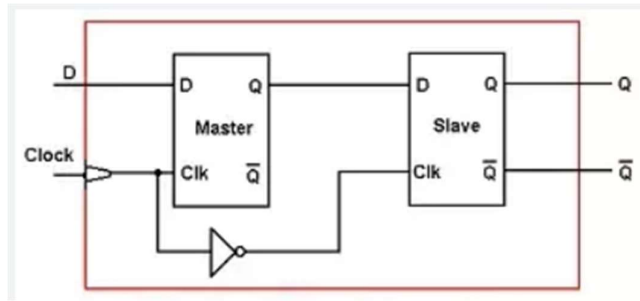 D
D Q
Master
Clk Q̅
Clock
D Q
Slave
Clk Q̅
Q
Q̅